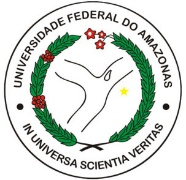 UNIVERSIDADE FEDERAL DO AMAZONAS
IN UNIVERSA SCIENTIA VERITAS